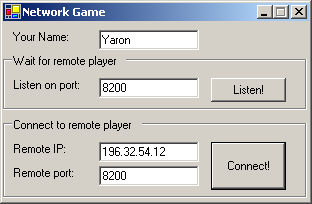 Network Game
Your Name: Yaron
Wait for remote player
Listen on port: 8200 Listen!
Connect to remote player
Remote IP: 196.32.54.12
Connect!
Remote port: 8200